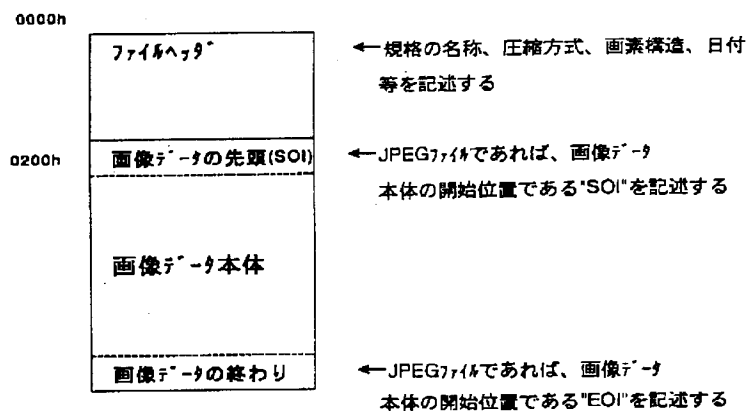 0000h
ファイルヘッダ
←規格の名称、圧縮方式、画素構造、日付
等を記述する
0200h
画像データの先頭(SOI)
←JPEGファイルであれば、画像データ
本体の開始位置である"SOI"を記述する
画像データ本体
画像データの終わり
←JPEGファイルであれば、画像データ
本体の開始位置である"EOI"を記述する